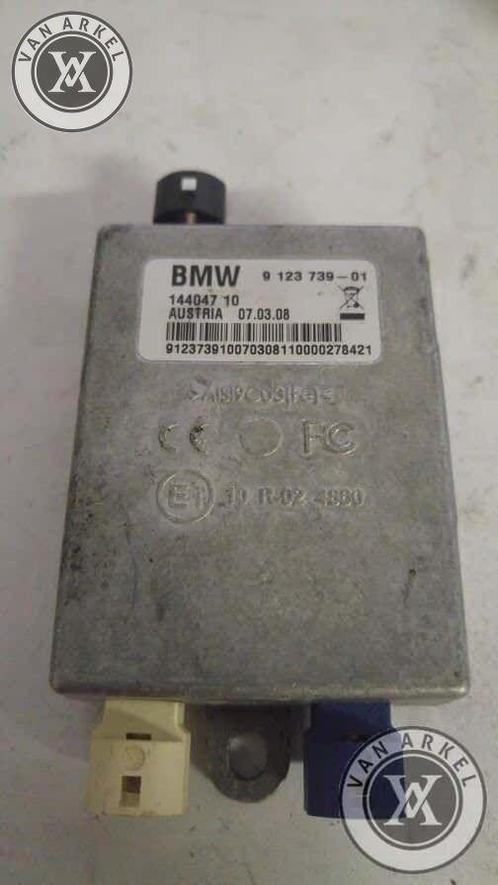 VAN ARKEL
BMW 9 123 739-01
144047 10
AUSTRIA 07.03.08
912373910070308110000278421
CE FC
E1 10 R-02 4880
VAN ARKEL